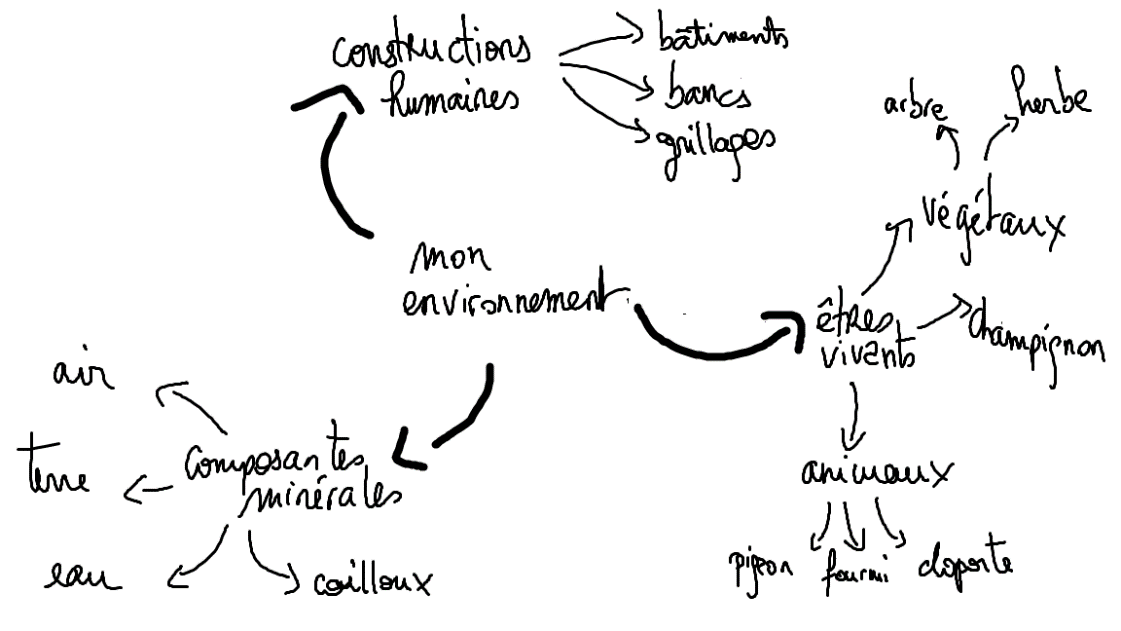 constructions
humaines
bâtiments
bancs
grillages
arbre
herbe
végétaux
mon
environnement
êtres
vivants
champignon
air
composantes
minérales
terre
eau
cailloux
animaux
pigeon
fourmi
cloporte